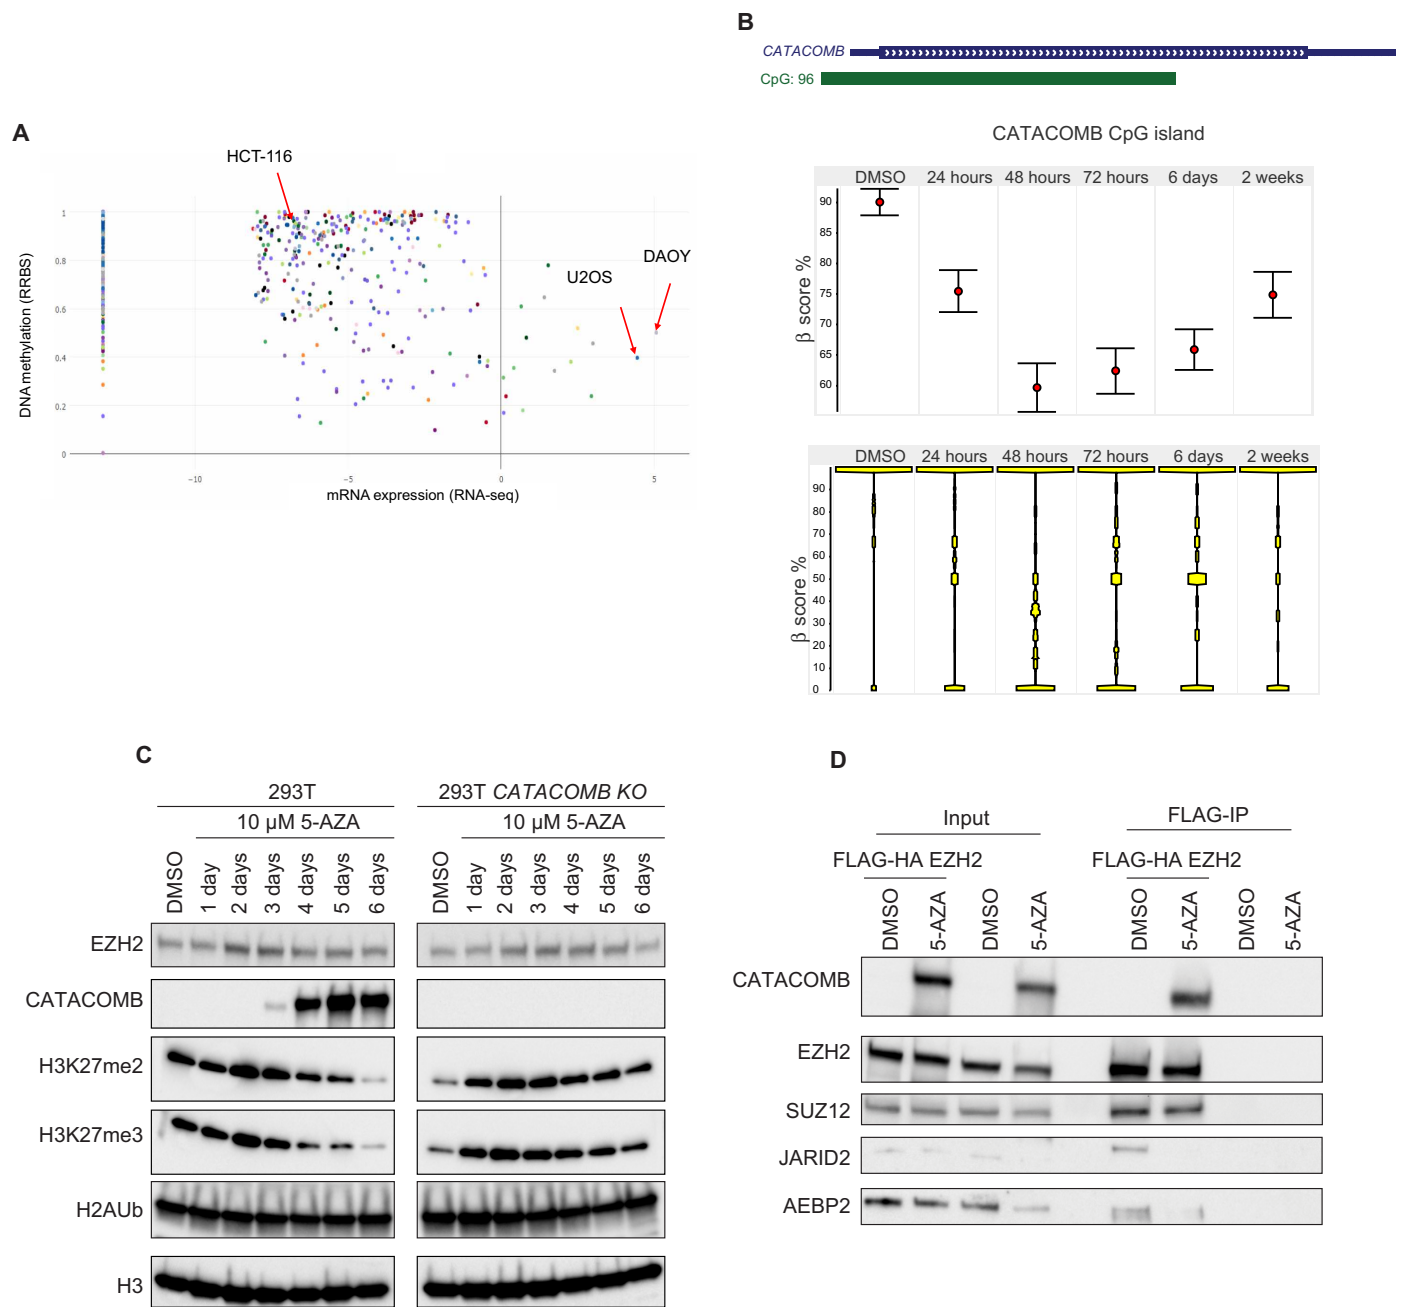 A
HCT-116
DAOY
U2OS
DNA methylation (RRBS)
1
0.8
0.6
0.4
0.2
0
−10
−5
0
5
mRNA expression (RNA-seq)
B
CATACOMB
CpG: 96
CATACOMB CpG island
DMSO 24 hours 48 hours 72 hours 6 days 2 weeks
β score %
90
85
80
75
70
65
60
DMSO 24 hours 48 hours 72 hours 6 days 2 weeks
β score %
90
80
70
60
50
40
30
20
10
0
C
293T 293T CATACOMB KO
10 µM 5-AZA 10 µM 5-AZA
DMSO 1 day 2 days 3 days 4 days 5 days 6 days DMSO 1 day 2 days 3 days 4 days 5 days 6 days
EZH2
CATACOMB
H3K27me2
H3K27me3
H2AUb
H3
D
Input FLAG-IP
FLAG-HA EZH2 FLAG-HA EZH2
DMSO 5-AZA DMSO 5-AZA DMSO 5-AZA DMSO 5-AZA
CATACOMB
EZH2
SUZ12
JARID2
AEBP2